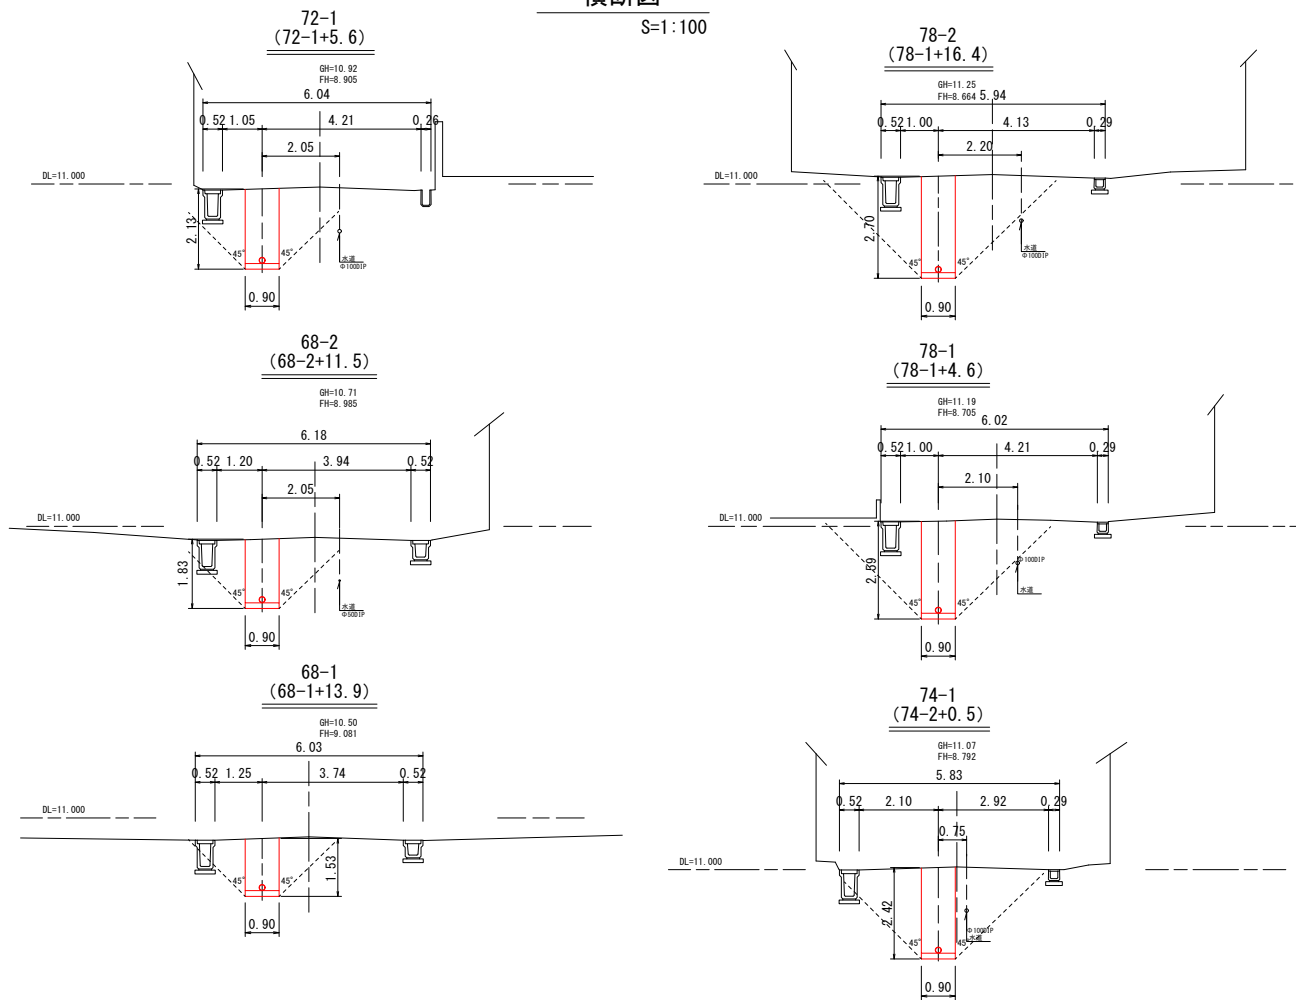 横断図
S=1:100
72-1
(72-1+5.6)
GH=10.92
FH=8.905
6.04
0.52
1.05
4.21
0.26
2.05
DL=11.000
2.13
45°
45°
水道
Φ100DIP
0.90
78-2
(78-1+16.4)
GH=11.25
FH=8.664
5.94
0.52
1.00
4.13
0.29
2.20
DL=11.000
2.70
45°
45°
水道
Φ100DIP
0.90
68-2
(68-2+11.5)
GH=10.71
FH=8.985
6.18
0.52
1.20
3.94
0.52
2.05
DL=11.000
1.83
45°
45°
水道
Φ50DIP
0.90
78-1
(78-1+4.6)
GH=11.19
FH=8.705
6.02
0.52
1.00
4.21
0.29
2.10
DL=11.000
2.59
Φ100DIP
45°
45°
水道
0.90
68-1
(68-1+13.9)
GH=10.50
FH=9.081
6.03
0.52
1.25
3.74
0.52
DL=11.000
1.53
45°
45°
0.90
74-1
(74-2+0.5)
GH=11.07
FH=8.792
5.83
0.52
2.10
2.92
0.29
0.75
DL=11.000
2.42
Φ100DIP
水道
45°
45°
0.90